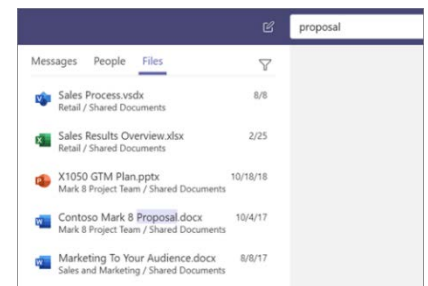 proposal
Messages People Files
Sales Process.vsdx 8/8
Retail / Shared Documents
Sales Results Overview.xlsx 2/25
Retail / Shared Documents
X1050 GTM Plan.pptx 10/18/18
Mark 8 Project Team / Shared Documents
Contoso Mark 8 Proposal.docx 10/4/17
Mark 8 Project Team / Shared Documents
Marketing To Your Audience.docx 8/8/17
Sales and Marketing / Shared Documents